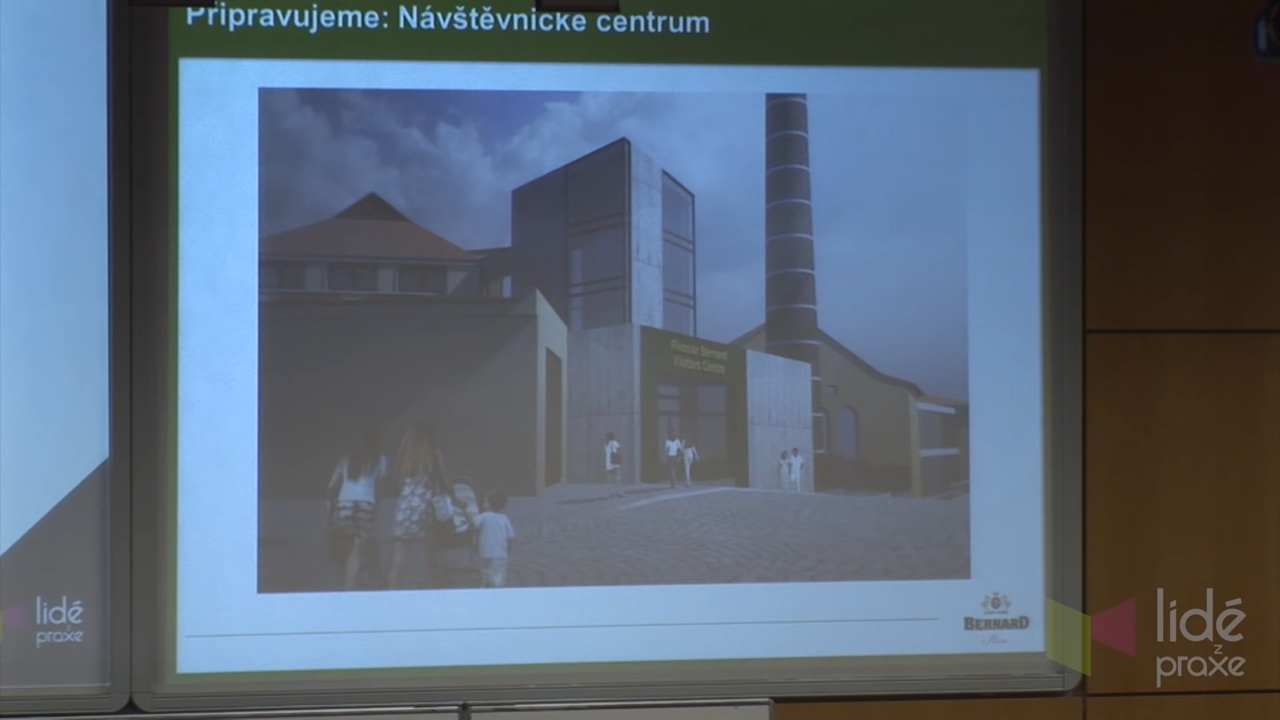 Připravujeme: Návštěvnické centrum
Pivovar Bernard
Visitors Centre
BERNARD
lidé
z
praxe
lidé
z
praxe